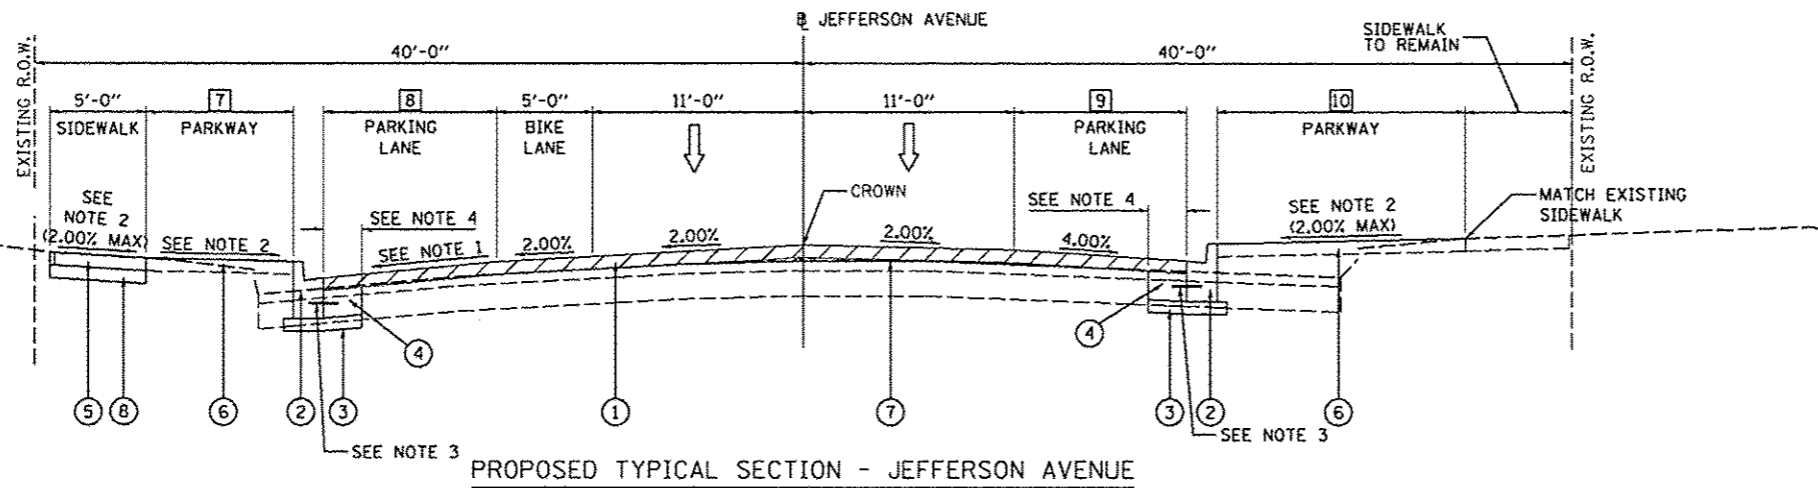 ℄ JEFFERSON AVENUE
EXISTING R.O.W.
40'-0"
40'-0"
SIDEWALK
TO REMAIN
EXISTING R.O.W.
5'-0"
7
8
5'-0"
11'-0"
11'-0"
9
10
SIDEWALK
PARKWAY
PARKING
LANE
BIKE
LANE
PARKING
LANE
PARKWAY
SEE
NOTE 2
(2.00% MAX)
SEE NOTE 2
SEE NOTE 4
SEE NOTE 1
2.00%
2.00%
CROWN
2.00%
4.00%
SEE NOTE 4
SEE NOTE 2
(2.00% MAX)
MATCH EXISTING
SIDEWALK
4
4
5
8
6
2
3
1
7
3
2
6
SEE NOTE 3
SEE NOTE 3
PROPOSED TYPICAL SECTION - JEFFERSON AVENUE